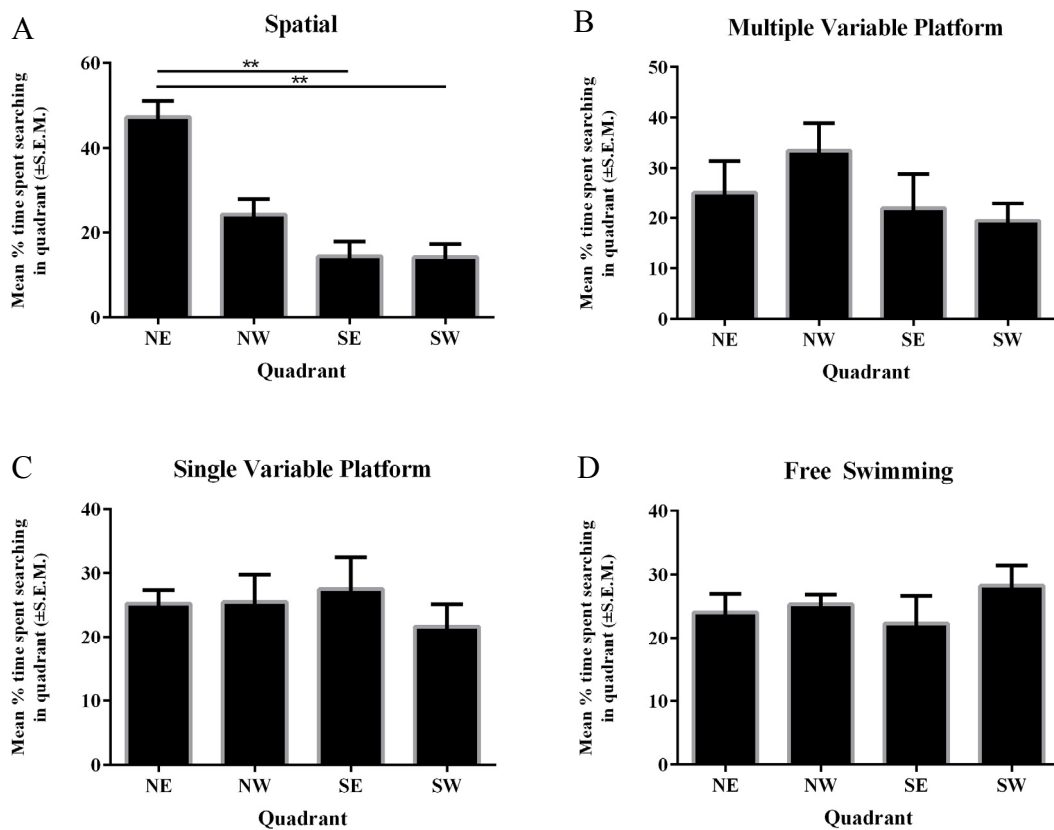 A
Spatial
Mean % time spent searching
in quadrant (±S.E.M.)
60
40
20
0
**
**
NE NW SE SW
Quadrant
B
Multiple Variable Platform
Mean % time spent searching
in quadrant (±S.E.M.)
50
40
30
20
10
0
NE NW SE SW
Quadrant
C
Single Variable Platform
Mean % time spent searching
in quadrant (±S.E.M.)
40
30
20
10
0
NE NW SE SW
Quadrant
D
Free Swimming
Mean % time spent searching
in quadrant (±S.E.M.)
40
30
20
10
0
NE NW SE SW
Quadrant